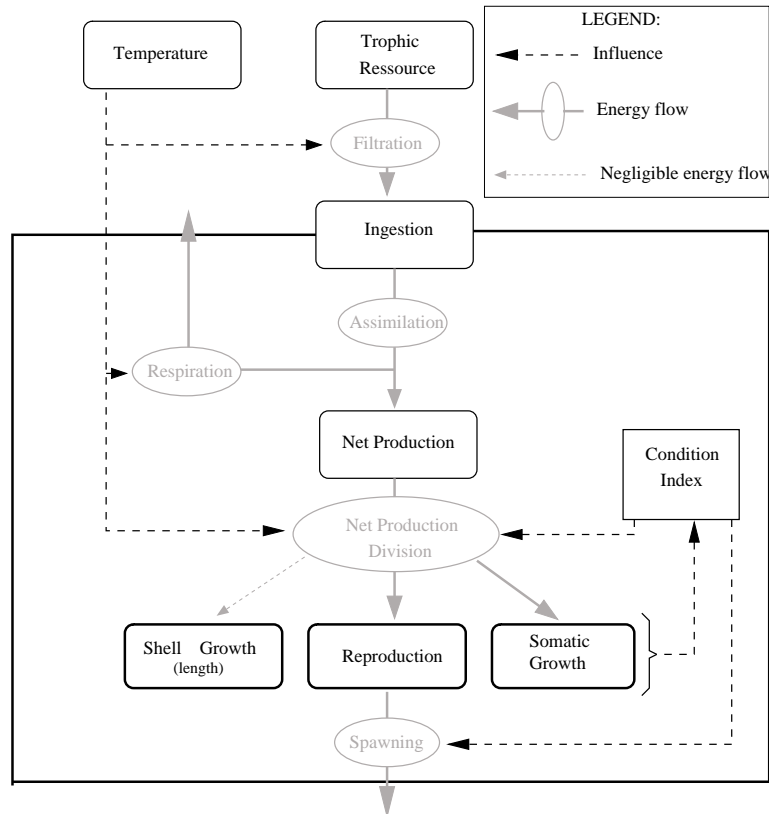 LEGEND:
Influence
Energy flow
Negligible energy flow
Temperature
Trophic
Ressource
Filtration
Ingestion
Assimilation
Respiration
Net Production
Condition
Index
Net Production
Division
Shell Growth
(length)
Reproduction
Somatic
Growth
Spawning